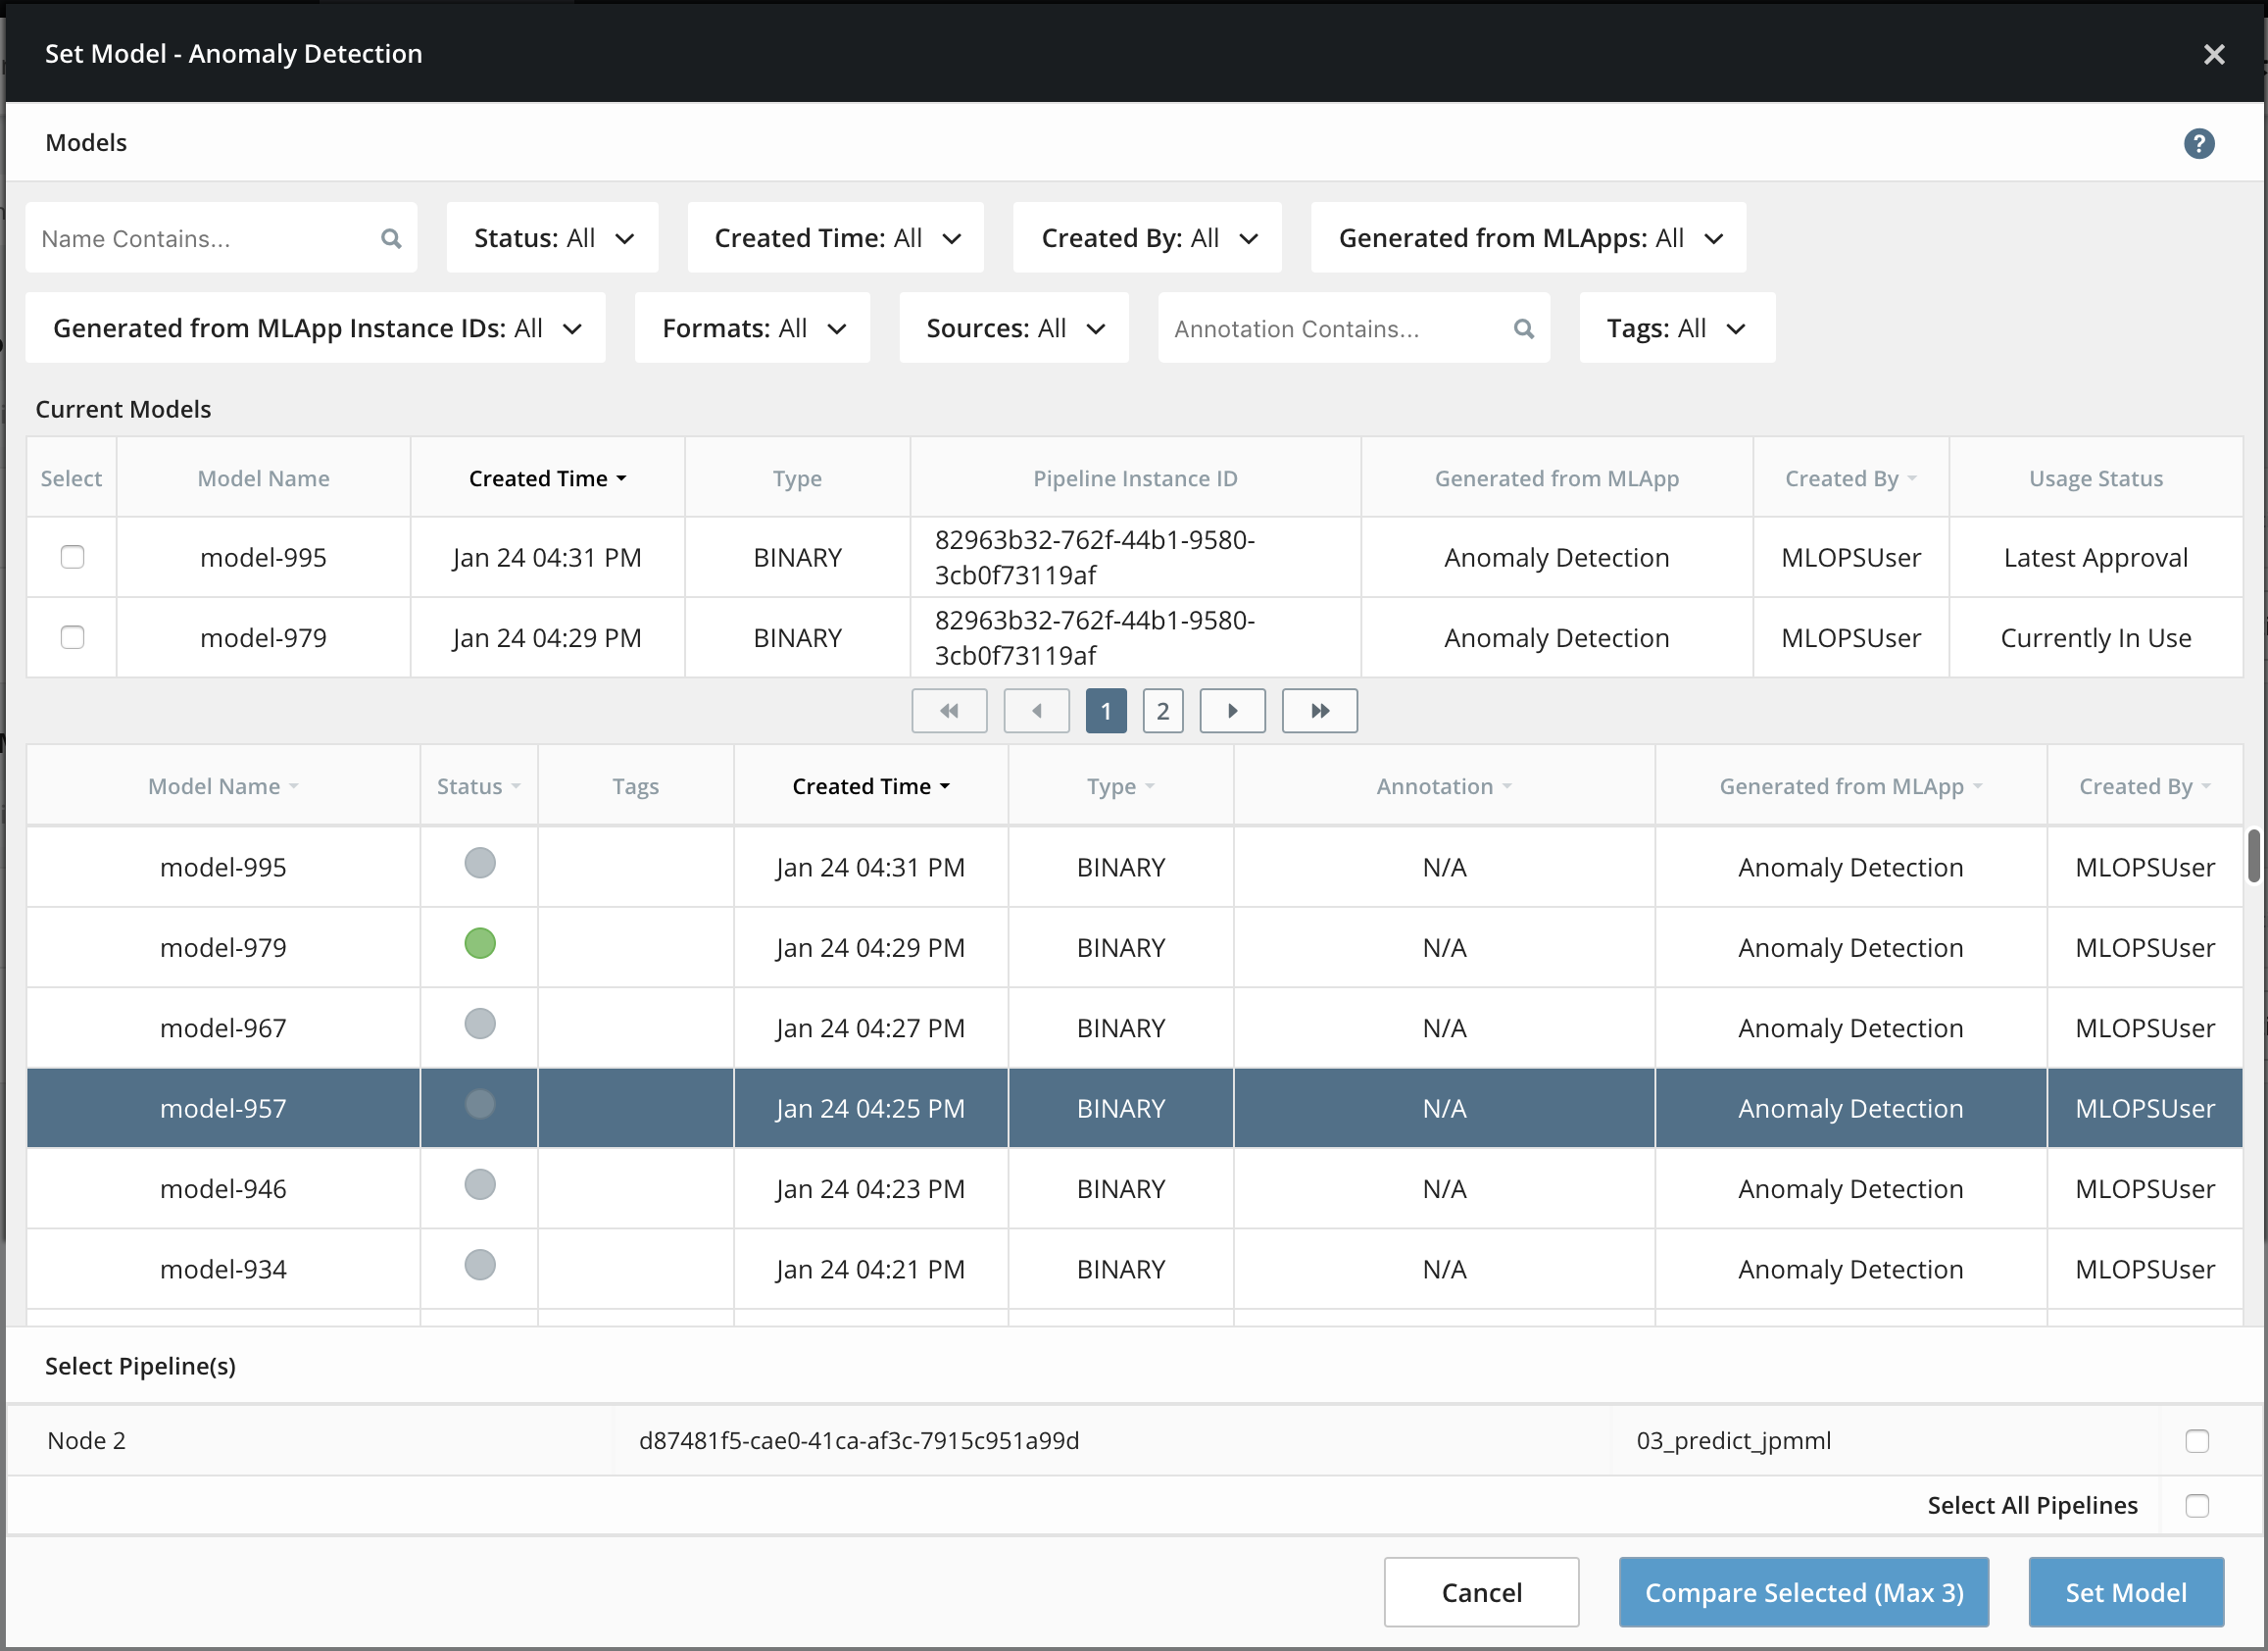 Set Model - Anomaly Detection
Models
?
Name Contains...
Status: All
Created Time: All
Created By: All
Generated from MLApps: All
Generated from MLApp Instance IDs: All
Formats: All
Sources: All
Annotation Contains...
Tags: All
Current Models
Select Model Name Created Time Type Pipeline Instance ID Generated from MLApp Created By Usage Status
model-995 Jan 24 04:31 PM BINARY 82963b32-762f-44b1-9580-
3cb0f73119af Anomaly Detection MLOPSUser Latest Approval
model-979 Jan 24 04:29 PM BINARY 82963b32-762f-44b1-9580-
3cb0f73119af Anomaly Detection MLOPSUser Currently In Use
1 2
Model Name Status Tags Created Time Type Annotation Generated from MLApp Created By
model-995 Jan 24 04:31 PM BINARY N/A Anomaly Detection MLOPSUser
model-979 Jan 24 04:29 PM BINARY N/A Anomaly Detection MLOPSUser
model-967 Jan 24 04:27 PM BINARY N/A Anomaly Detection MLOPSUser
model-957 Jan 24 04:25 PM BINARY N/A Anomaly Detection MLOPSUser
model-946 Jan 24 04:23 PM BINARY N/A Anomaly Detection MLOPSUser
model-934 Jan 24 04:21 PM BINARY N/A Anomaly Detection MLOPSUser
Select Pipeline(s)
Node 2 d87481f5-cae0-41ca-af3c-7915c951a99d 03_predict_jpmml
Select All Pipelines
Cancel
Compare Selected (Max 3)
Set Model